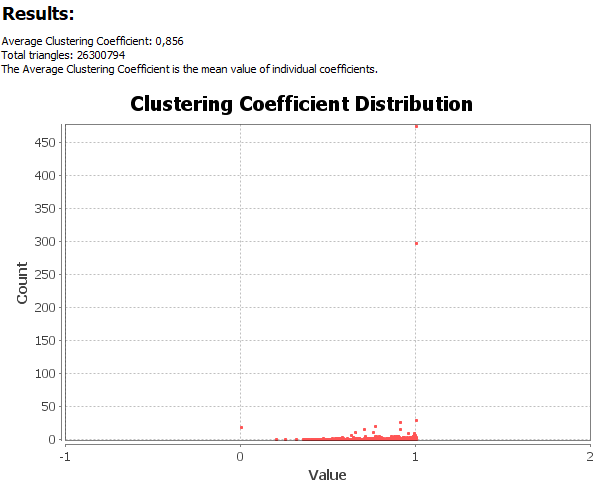 Results:
Average Clustering Coefficient: 0,856
Total triangles: 26300794
The Average Clustering Coefficient is the mean value of individual coefficients.
Clustering Coefficient Distribution
450
400
350
300
250
200
150
100
50
0
Count
-1 0 1 2
Value